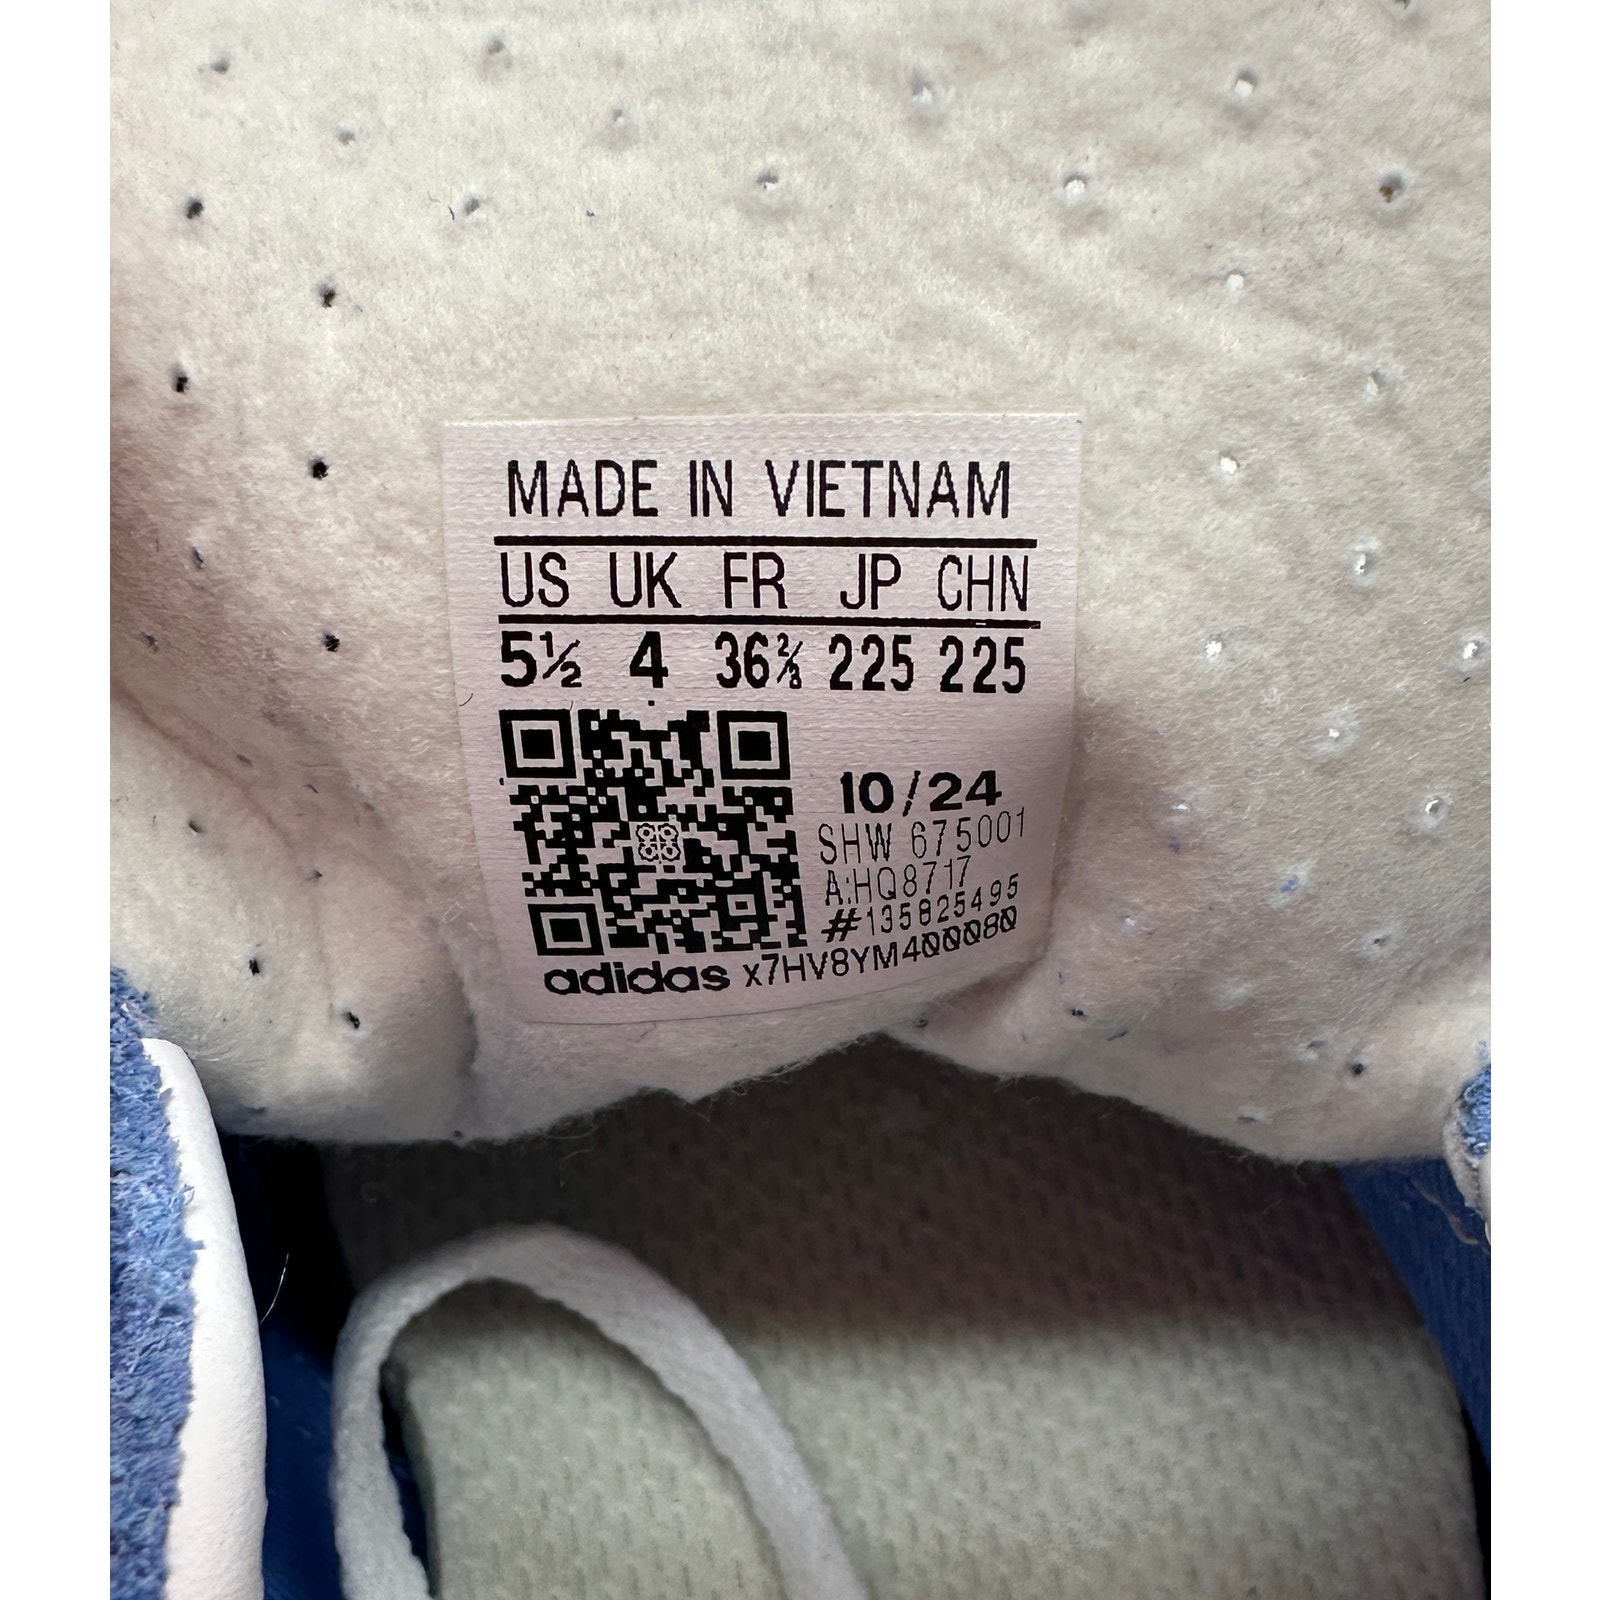 MADE IN VIETNAM
US UK FR JP CHN
5½ 4 36⅔ 225 225
10/24
SHW 675001
A:HQ8717
#135825495
adidas x7HV8YM400080